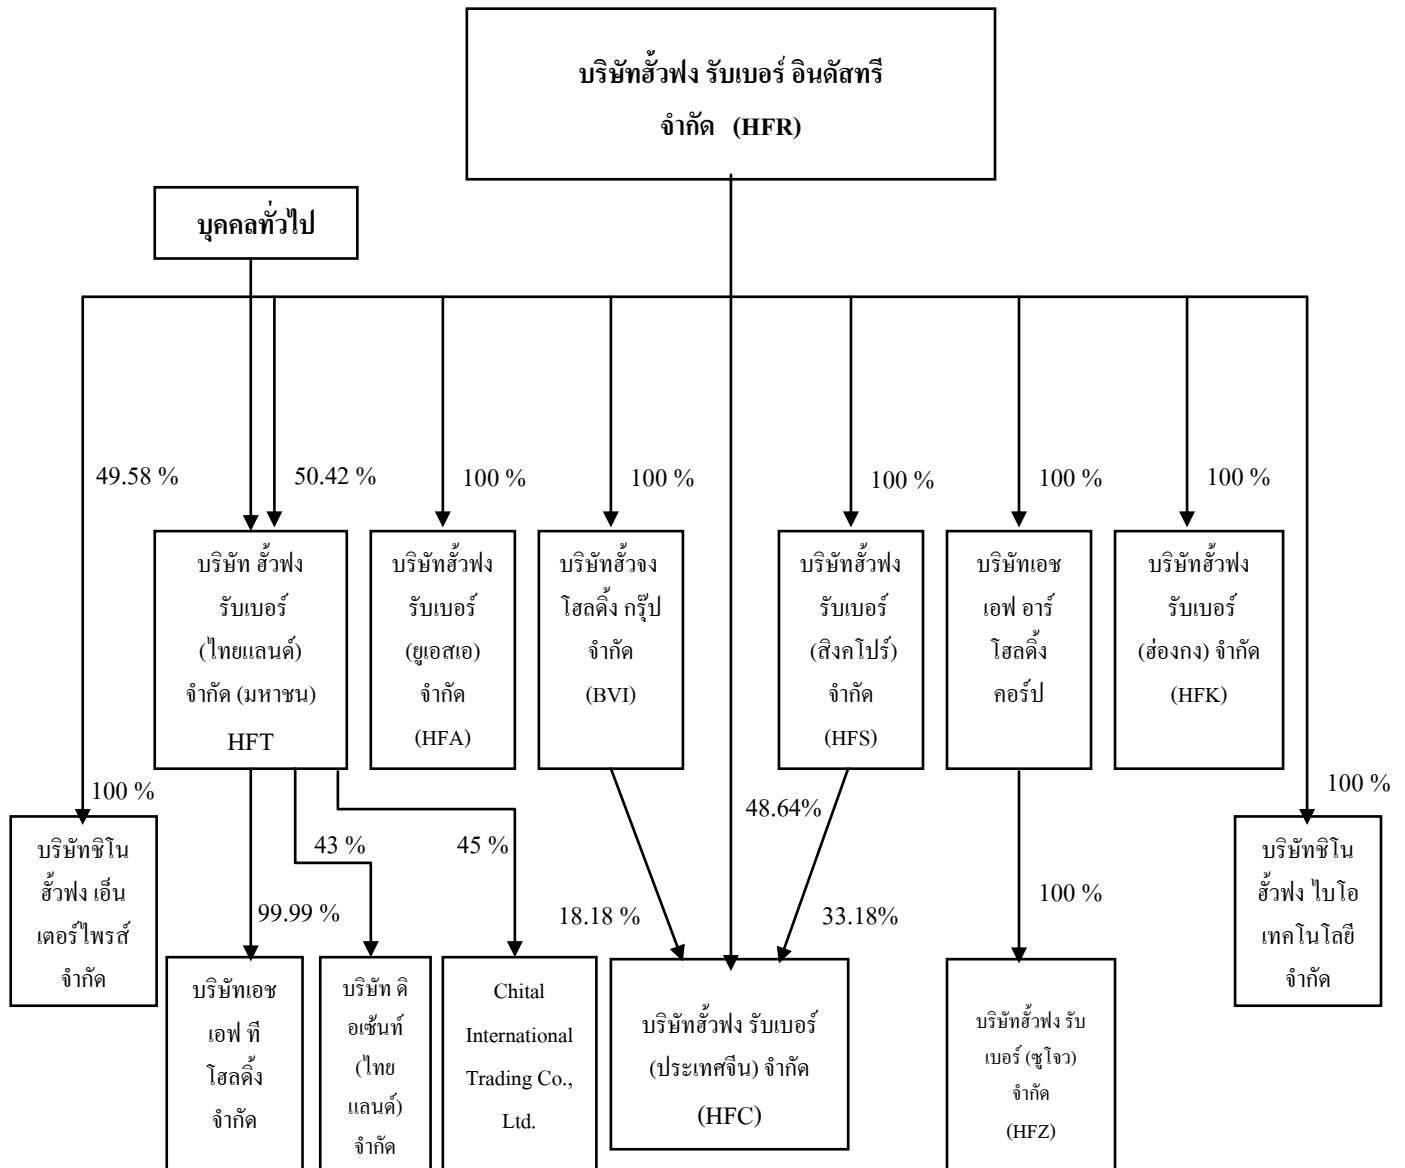 บริษัทฮั้วฟง รับเบอร์ อินดัสทรี
จำกัด (HFR)
บุคคลทั่วไป
49.58 %
50.42 %
100 %
100 %
100 %
100 %
100 %
บริษัท ฮั้วฟง
รับเบอร์
(ไทยแลนด์)
จำกัด (มหาชน)
HFT
บริษัทฮั้วฟง
รับเบอร์
(ยูเอสเอ)
จำกัด
(HFA)
บริษัทฮั้วจง
โฮลดิ้ง กรุ๊ป
จำกัด
(BVI)
บริษัทฮั้วฟง
รับเบอร์
(สิงคโปร์)
จำกัด
(HFS)
บริษัทเอช
เอฟ อาร์
โฮลดิ้ง
คอร์ป
บริษัทฮั้วฟง
รับเบอร์
(ฮ่องกง) จำกัด
(HFK)
100 %
43 %
45 %
48.64%
100 %
บริษัทชิโน
ฮั้วฟง เอ็น
เตอร์ไพรส์
จำกัด
99.99 %
18.18 %
33.18%
100 %
บริษัทชิโน
ฮั้วฟง ไบโอ
เทคโนโลยี
จำกัด
บริษัทเอช
เอฟ ที
โฮลดิ้ง
จำกัด
บริษัท ดิ
อเซ้นท์
(ไทย
แลนด์)
จำกัด
Chital
International
Trading Co.,
Ltd.
บริษัทฮั้วฟง รับเบอร์
(ประเทศจีน) จำกัด
(HFC)
บริษัทฮั้วฟง รับ
เบอร์ (ซูโจว)
จำกัด
(HFZ)